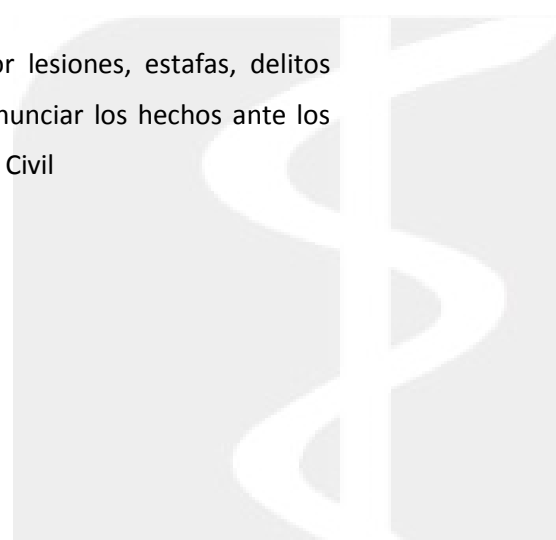 or lesiones, estafas, delitos
nunciar los hechos ante los
Civil